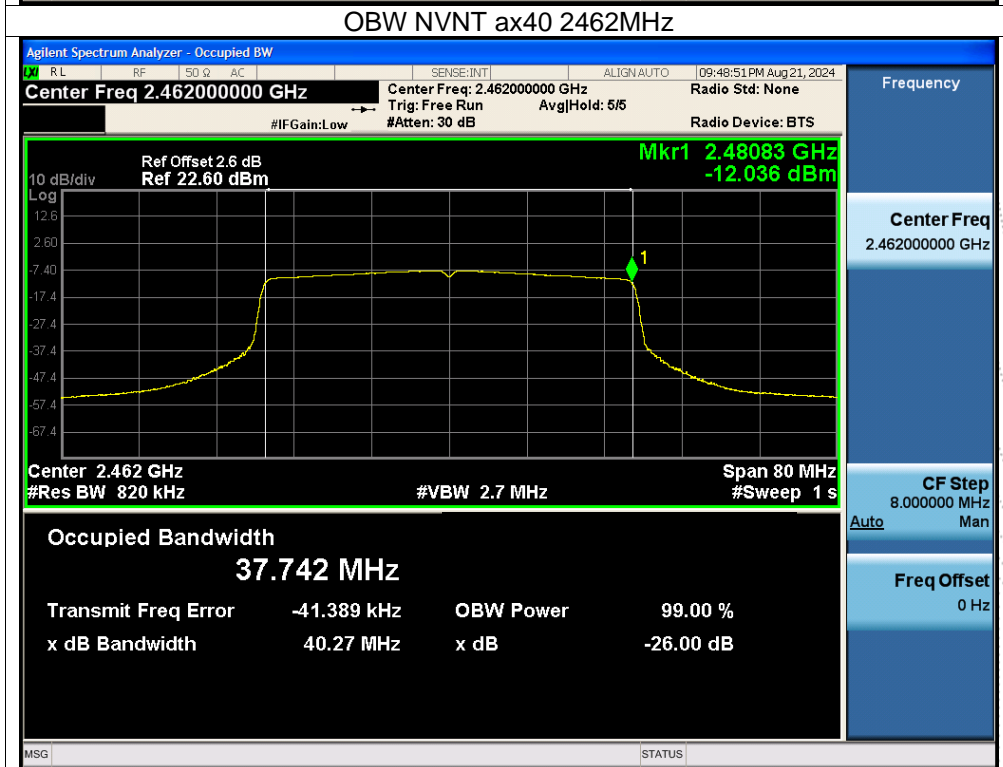 OBW NVNT ax40 2462MHz
Agilent Spectrum Analyzer - Occupied BW
LXI RL RF 50 Ω AC SENSE:INT ALIGN AUTO 09:48:51 PM Aug 21, 2024
Center Freq 2.462000000 GHz
Center Freq: 2.462000000 GHz Radio Std: None
Trig: Free Run Avg|Hold: 5/5
#IFGain:Low #Atten: 30 dB Radio Device: BTS
Mkr1 2.48083 GHz
-12.036 dBm
Ref Offset 2.6 dB
10 dB/div Ref 22.60 dBm
Log
12.6
2.60
-7.40
-17.4
-27.4
-37.4
-47.4
-57.4
-67.4
1
Center 2.462 GHz Span 80 MHz
#Res BW 820 kHz #VBW 2.7 MHz #Sweep 1 s
Occupied Bandwidth
37.742 MHz
Transmit Freq Error -41.389 kHz OBW Power 99.00 %
x dB Bandwidth 40.27 MHz x dB -26.00 dB
Frequency
Center Freq
2.462000000 GHz
CF Step
8.000000 MHz
Auto Man
Freq Offset
0 Hz
MSG STATUS